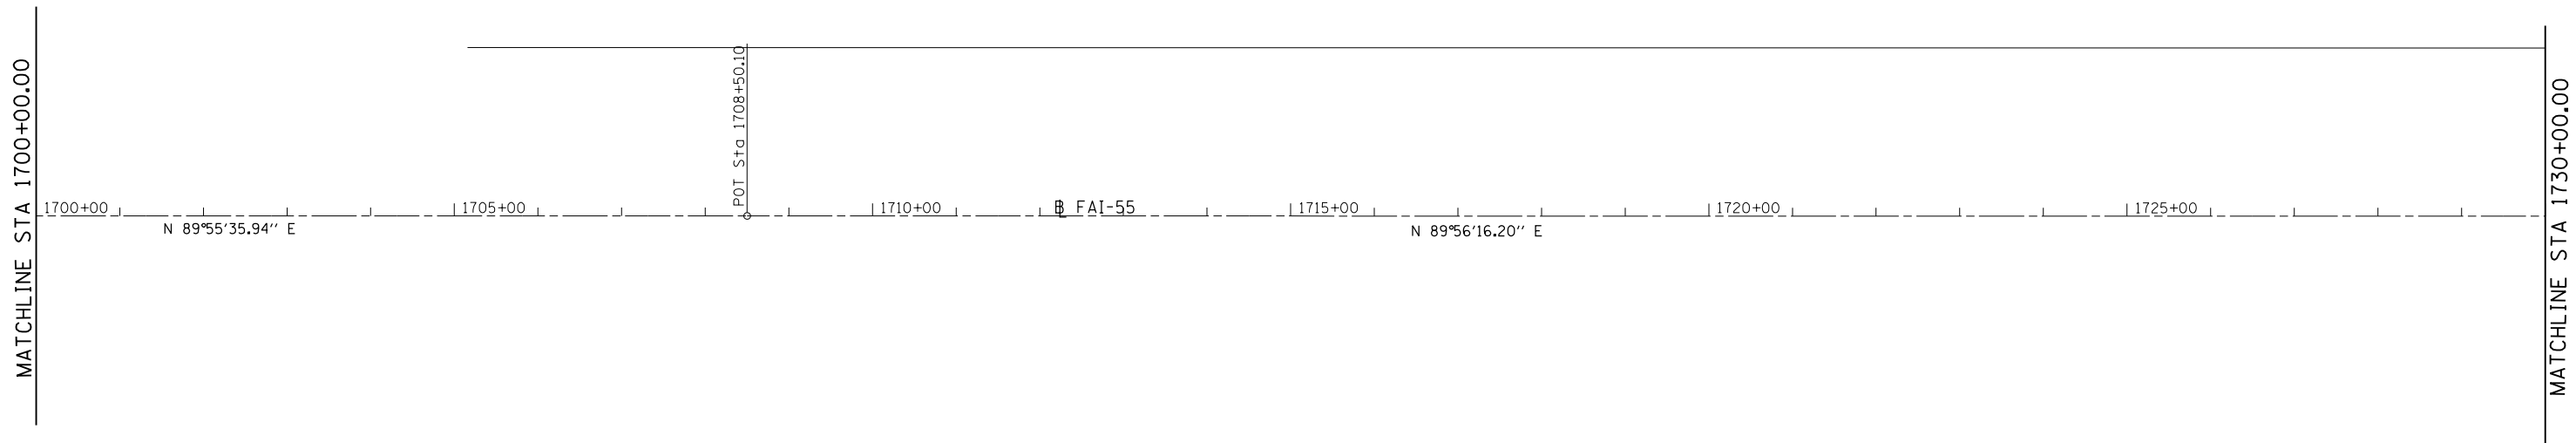 MATCHLINE STA 1700+00.00
POT Sta 1708+50.10
1700+00
1705+00
1710+00
℄ FAI-55
1715+00
1720+00
1725+00
N 89°55'35.94" E
N 89°56'16.20" E
MATCHLINE STA 1730+00.00